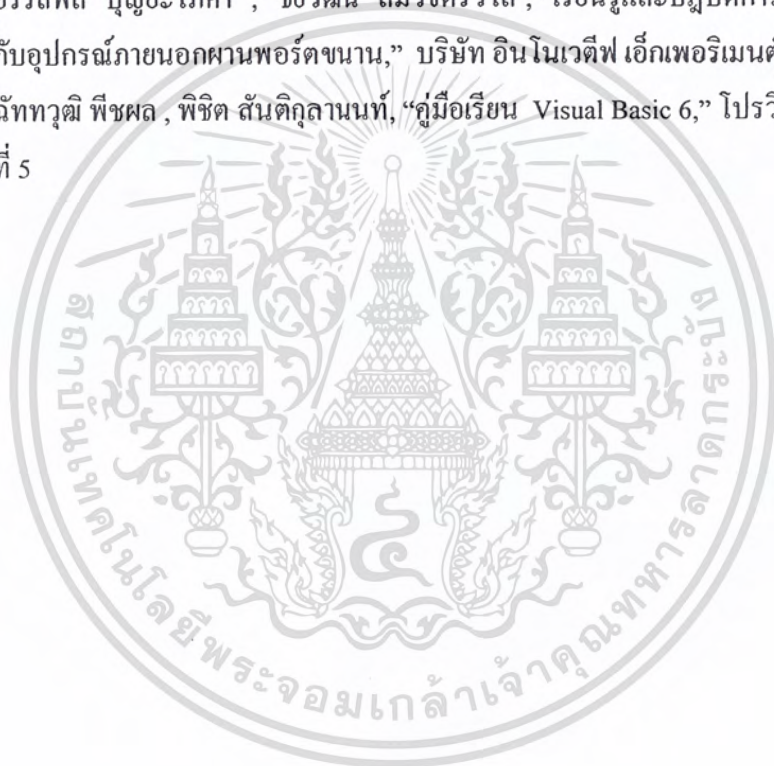 กับอุปกรณ์ภายนอกผ่านพอร์ตขนาน,” บริษัท อินโนเวตีฟ เอ็กเพอริเมนต์
ฉัททวุฒิ พีชผล , พิชิต สันติกุลานนท์, “คู่มือเรียน Visual Basic 6,” โปรวิ
ที่ 5
สถาบันเทคโนโลยีพระจอมเกล้าเจ้าคุณทหารลาดกระบัง